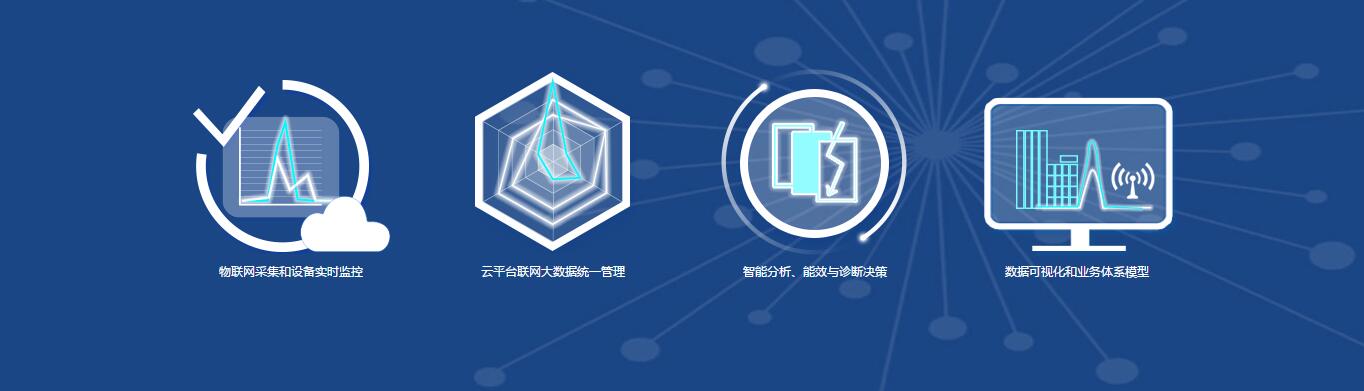 物联网采集和设备实时监控
云平台联网大数据统一管理
智能分析、能效与诊断决策
数据可视化和业务体系模型